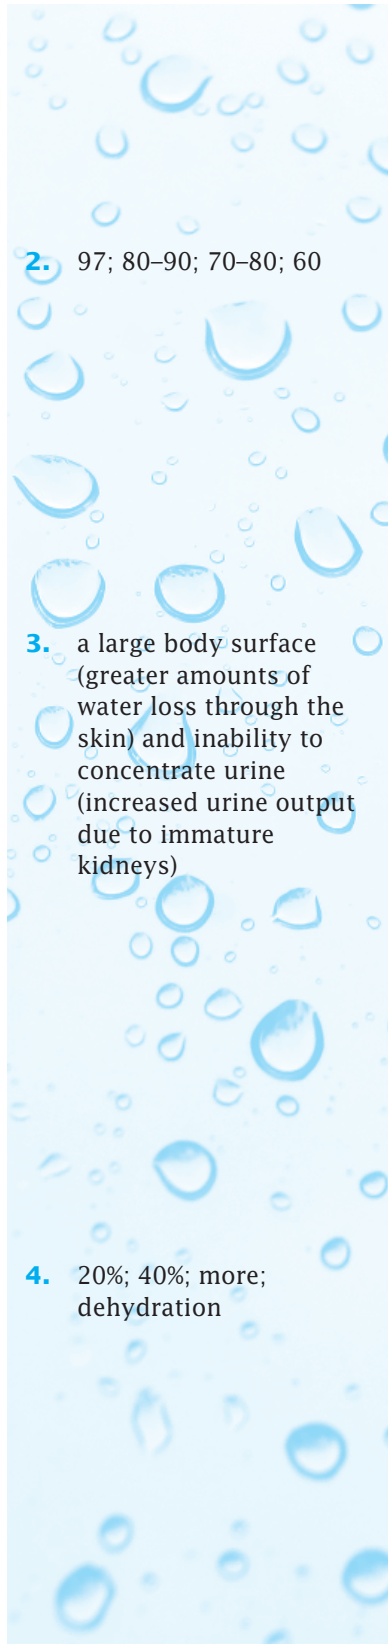 2. 97; 80–90; 70–80; 60
3. a large body surface
(greater amounts of
water loss through the
skin) and inability to
concentrate urine
(increased urine output
due to immature
kidneys)
4. 20%; 40%; more;
dehydration